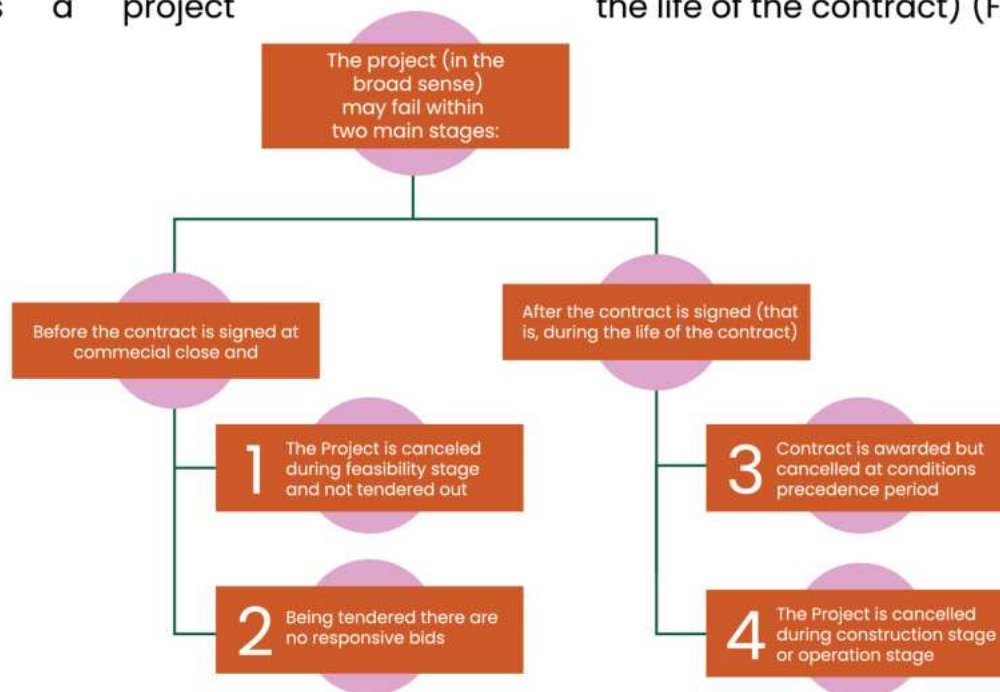 a project
the life of the contract) (F
The project (in the
broad sense)
may fail within
two main stages:
Before the contract is signed at
commecial close and
After the contract is signed (that
is, during the life of the contract)
1
The Project is canceled
during feasibility stage
and not tendered out
2
Being tendered there are
no responsive bids
3
Contract is awarded but
cancelled at conditions
precedence period
4
The Project is cancelled
during construction stage
or operation stage